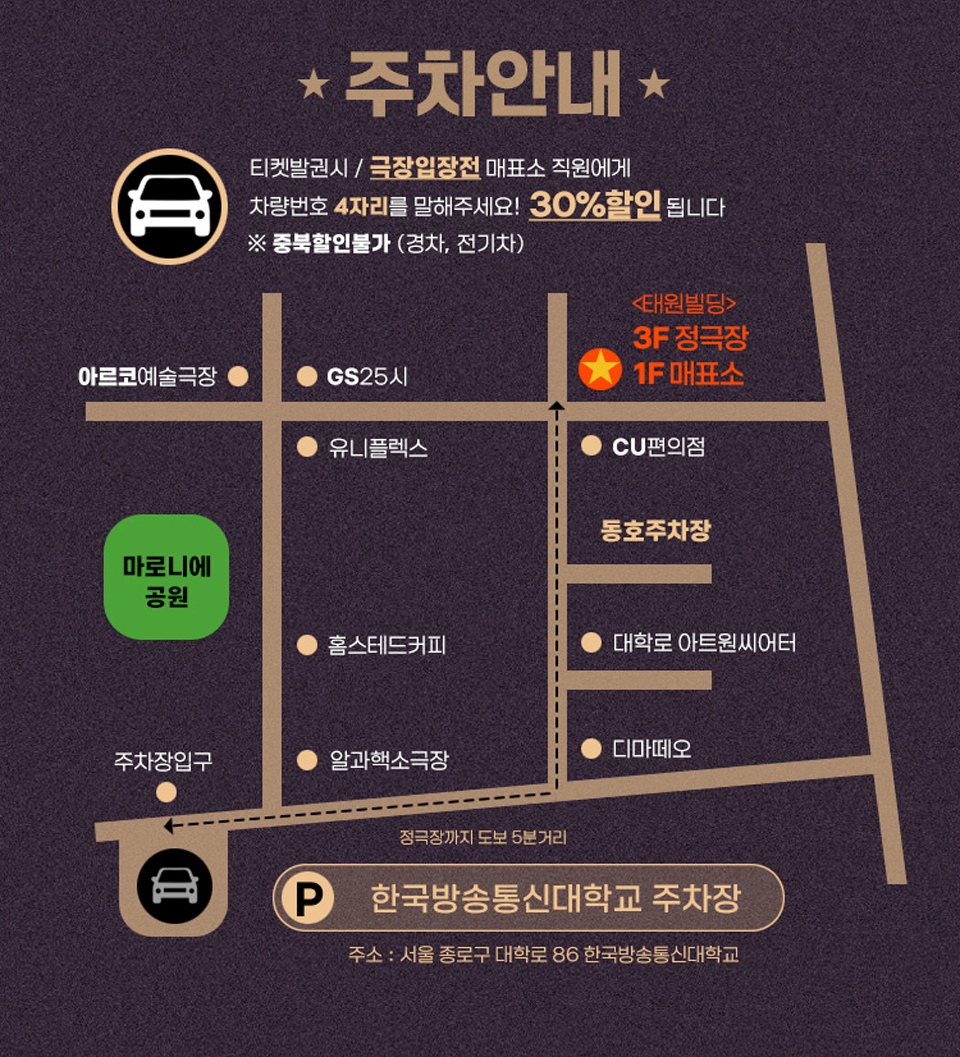 주차안내
티켓발권시 / 극장입장전 매표소 직원에게
차량번호 4자리를 말해주세요! 30%할인 됩니다
※ 중복할인불가 (경차, 전기차)
<태원빌딩>
3F 정극장
1F 매표소
아르코예술극장
GS25시
유니플렉스
CU편의점
동호주차장
마로니에
공원
홈스테드커피
대학로 아트원씨어터
주차장입구
알과핵소극장
디마떼오
정극장까지 도보 5분거리
P 한국방송통신대학교 주차장
주소 : 서울 종로구 대학로 86 한국방송통신대학교